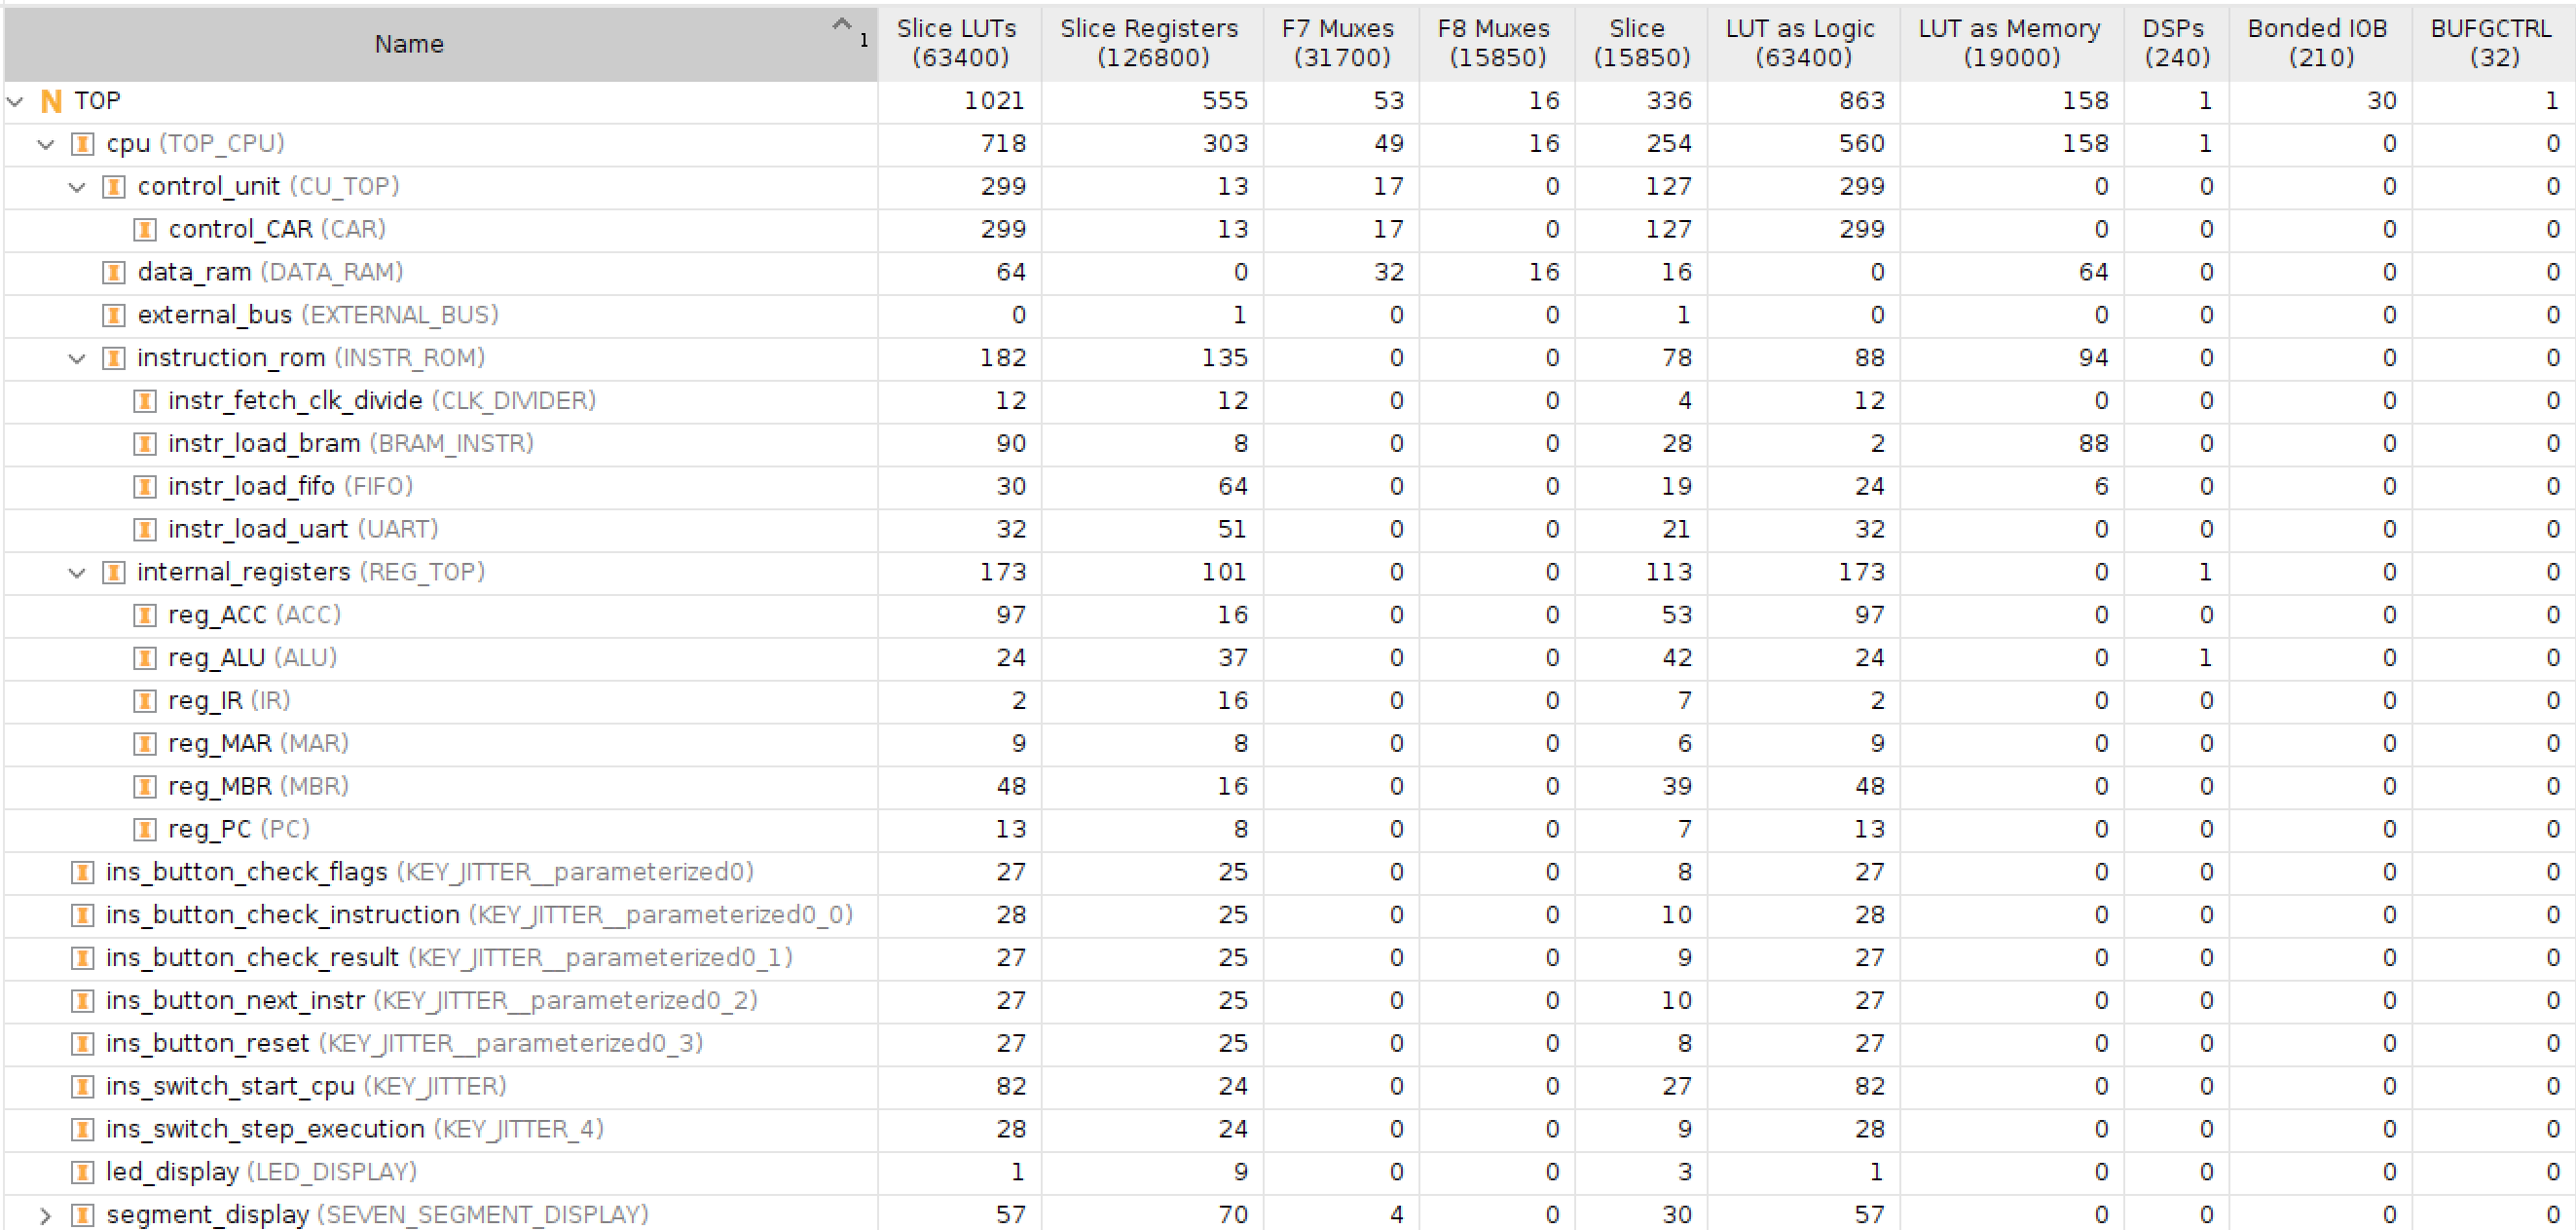 Name 1 Slice LUTs (63400) Slice Registers (126800) F7 Muxes (31700) F8 Muxes (15850) Slice (15850) LUT as Logic (63400) LUT as Memory (19000) DSPs (240) Bonded IOB (210) BUFGCTRL (32)
N TOP 1021 555 53 16 336 863 158 1 30 1
I cpu (TOP_CPU) 718 303 49 16 254 560 158 1 0 0
I control_unit (CU_TOP) 299 13 17 0 127 299 0 0 0 0
I control_CAR (CAR) 299 13 17 0 127 299 0 0 0 0
I data_ram (DATA_RAM) 64 0 32 16 16 0 64 0 0 0
I external_bus (EXTERNAL_BUS) 0 1 0 0 1 0 0 0 0 0
I instruction_rom (INSTR_ROM) 182 135 0 0 78 88 94 0 0 0
I instr_fetch_clk_divide (CLK_DIVIDER) 12 12 0 0 4 12 0 0 0 0
I instr_load_bram (BRAM_INSTR) 90 8 0 0 28 2 88 0 0 0
I instr_load_fifo (FIFO) 30 64 0 0 19 24 6 0 0 0
I instr_load_uart (UART) 32 51 0 0 21 32 0 0 0 0
I internal_registers (REG_TOP) 173 101 0 0 113 173 0 1 0 0
I reg_ACC (ACC) 97 16 0 0 53 97 0 0 0 0
I reg_ALU (ALU) 24 37 0 0 42 24 0 1 0 0
I reg_IR (IR) 2 16 0 0 7 2 0 0 0 0
I reg_MAR (MAR) 9 8 0 0 6 9 0 0 0 0
I reg_MBR (MBR) 48 16 0 0 39 48 0 0 0 0
I reg_PC (PC) 13 8 0 0 7 13 0 0 0 0
I ins_button_check_flags (KEY_JITTER__parameterized0) 27 25 0 0 8 27 0 0 0 0
I ins_button_check_instruction (KEY_JITTER__parameterized0_0) 28 25 0 0 10 28 0 0 0 0
I ins_button_check_result (KEY_JITTER__parameterized0_1) 27 25 0 0 9 27 0 0 0 0
I ins_button_next_instr (KEY_JITTER__parameterized0_2) 27 25 0 0 10 27 0 0 0 0
I ins_button_reset (KEY_JITTER__parameterized0_3) 27 25 0 0 8 27 0 0 0 0
I ins_switch_start_cpu (KEY_JITTER) 82 24 0 0 27 82 0 0 0 0
I ins_switch_step_execution (KEY_JITTER_4) 28 24 0 0 9 28 0 0 0 0
I led_display (LED_DISPLAY) 1 9 0 0 3 1 0 0 0 0
I segment_display (SEVEN_SEGMENT_DISPLAY) 57 70 4 0 30 57 0 0 0 0